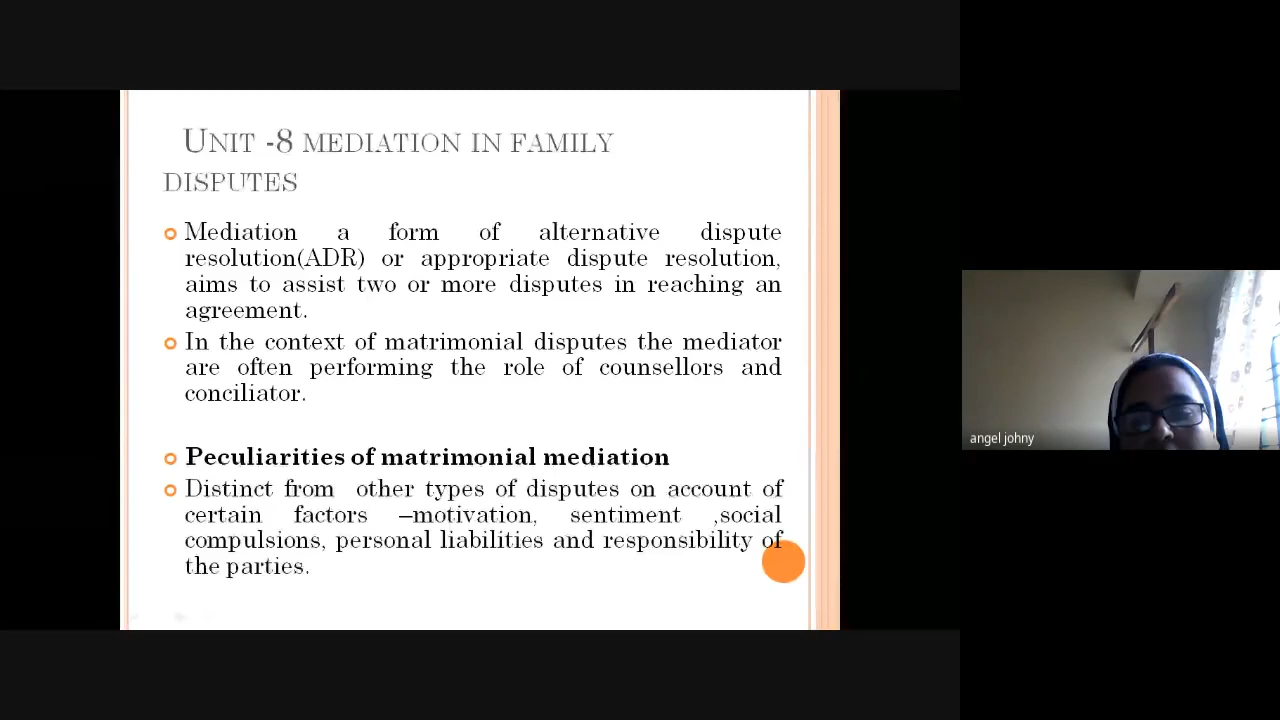 UNIT -8 MEDIATION IN FAMILY
DISPUTES
Mediation a form of alternative dispute
resolution(ADR) or appropriate dispute resolution,
aims to assist two or more disputes in reaching an
agreement.
In the context of matrimonial disputes the mediator
are often performing the role of counsellors and
conciliator.
Peculiarities of matrimonial mediation
Distinct from other types of disputes on account of
certain factors –motivation, sentiment ,social
compulsions, personal liabilities and responsibility of
the parties.
angel johny